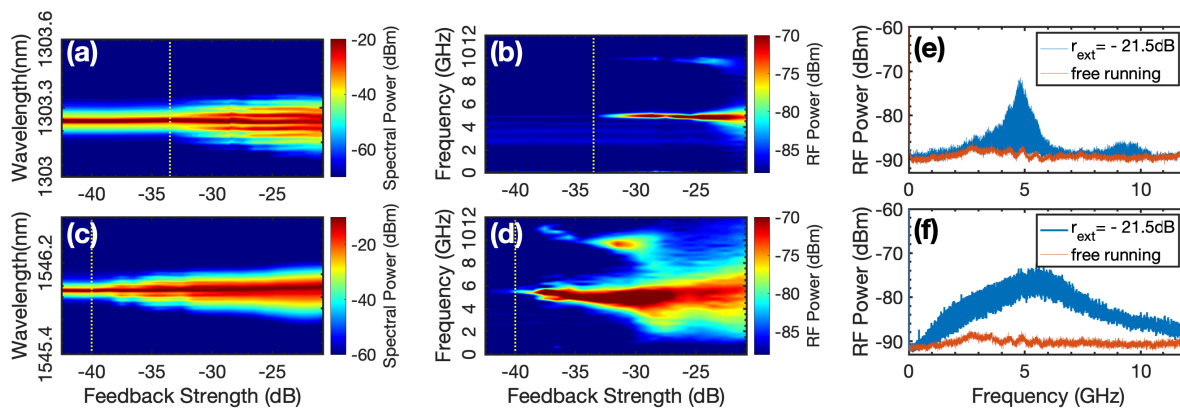 (a)
Wavelength(nm)
1303.6
1303.3
1303
-40 -35 -30 -25
-20
-40
-60
Spectral Power (dBm)
(b)
Frequency (GHz)
12
10
8
6
4
2
0
-40 -35 -30 -25
-70
-75
-80
-85
RF Power (dBm)
(e)
RF Power (dBm)
-60
-70
-80
-90
0 5 10
r_ext= - 21.5dB
free running
(c)
Wavelength(nm)
1546.2
1545.4
-40 -35 -30 -25
Feedback Strength (dB)
-20
-40
-60
Spectral Power (dBm)
(d)
Frequency (GHz)
12
10
8
6
4
2
0
-40 -35 -30 -25
Feedback Strength (dB)
-70
-75
-80
-85
RF Power (dBm)
(f)
RF Power (dBm)
-60
-70
-80
-90
0 5 10
Frequency (GHz)
r_ext= - 21.5dB
free running